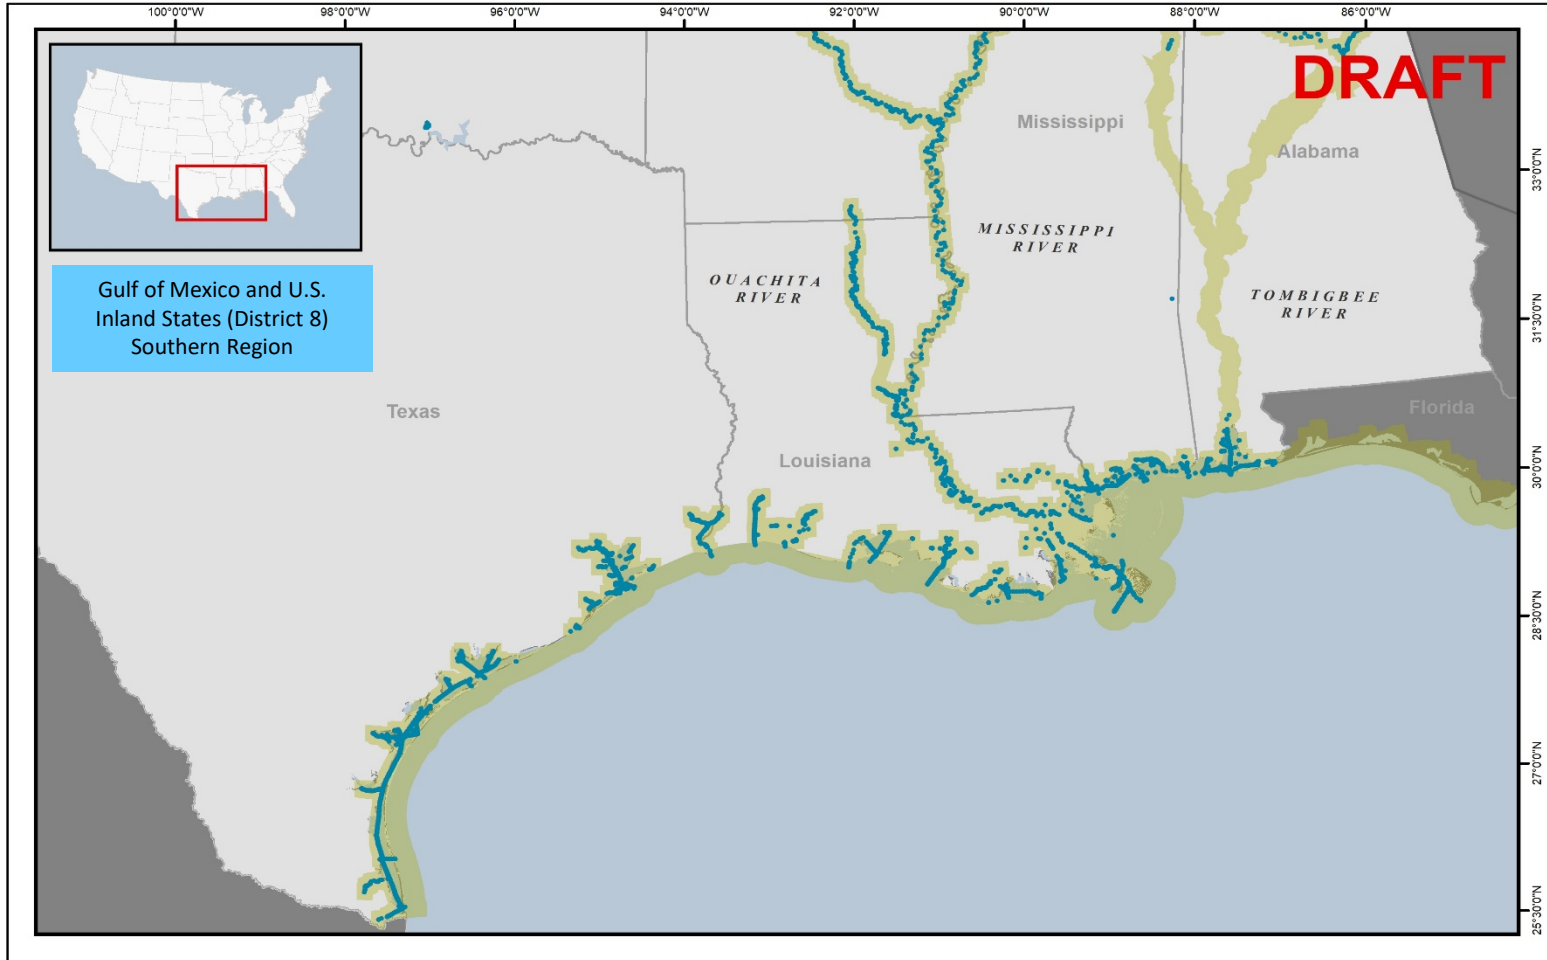 100°0'0"W 98°0'0"W 96°0'0"W 94°0'0"W 92°0'0"W 90°0'0"W 88°0'0"W 86°0'0"W
DRAFT
Mississippi
Alabama
33°0'0"N
MISSISSIPPI
RIVER
OUACHITA
RIVER
TOMBIGBEE
RIVER
Gulf of Mexico and U.S.
Inland States (District 8)
Southern Region
31°30'0"N
Texas
Florida
Louisiana
30°0'0"N
28°30'0"N
27°0'0"N
25°30'0"N